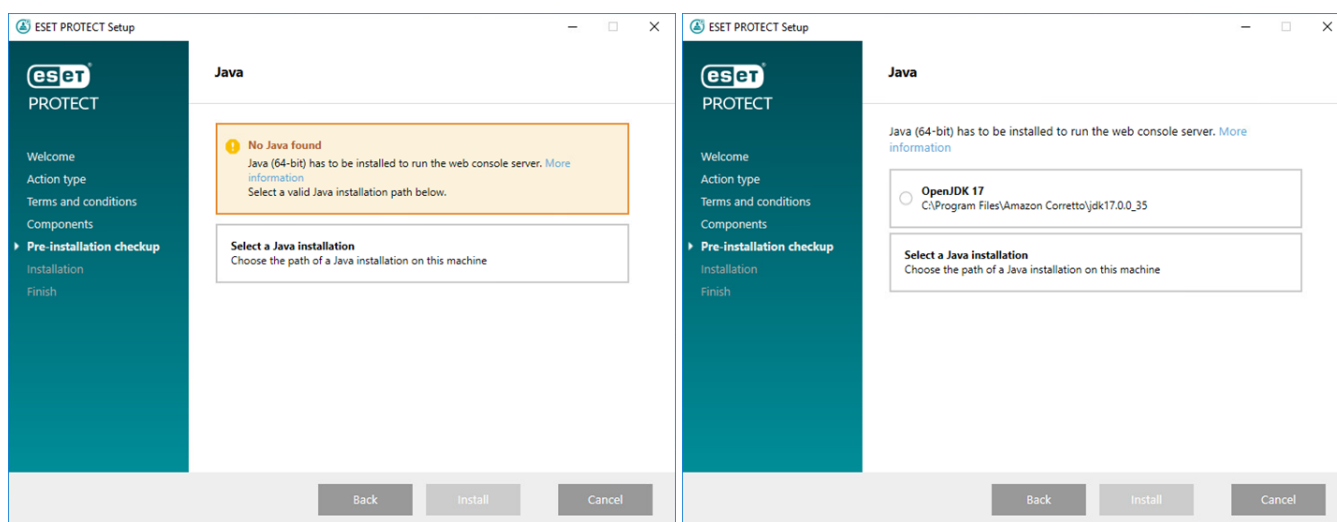 ESET PROTECT Setup
eseT
PROTECT
Welcome
Action type
Terms and conditions
Components
Pre-installation checkup
Installation
Finish
Java
No Java found
Java (64-bit) has to be installed to run the web console server. More
information
Select a valid Java installation path below.
Select a Java installation
Choose the path of a Java installation on this machine
Back
Install
Cancel
ESET PROTECT Setup
eseT
PROTECT
Welcome
Action type
Terms and conditions
Components
Pre-installation checkup
Installation
Finish
Java
Java (64-bit) has to be installed to run the web console server. More
information
OpenJDK 17
C:\Program Files\Amazon Corretto\jdk17.0.0_35
Select a Java installation
Choose the path of a Java installation on this machine
Back
Install
Cancel